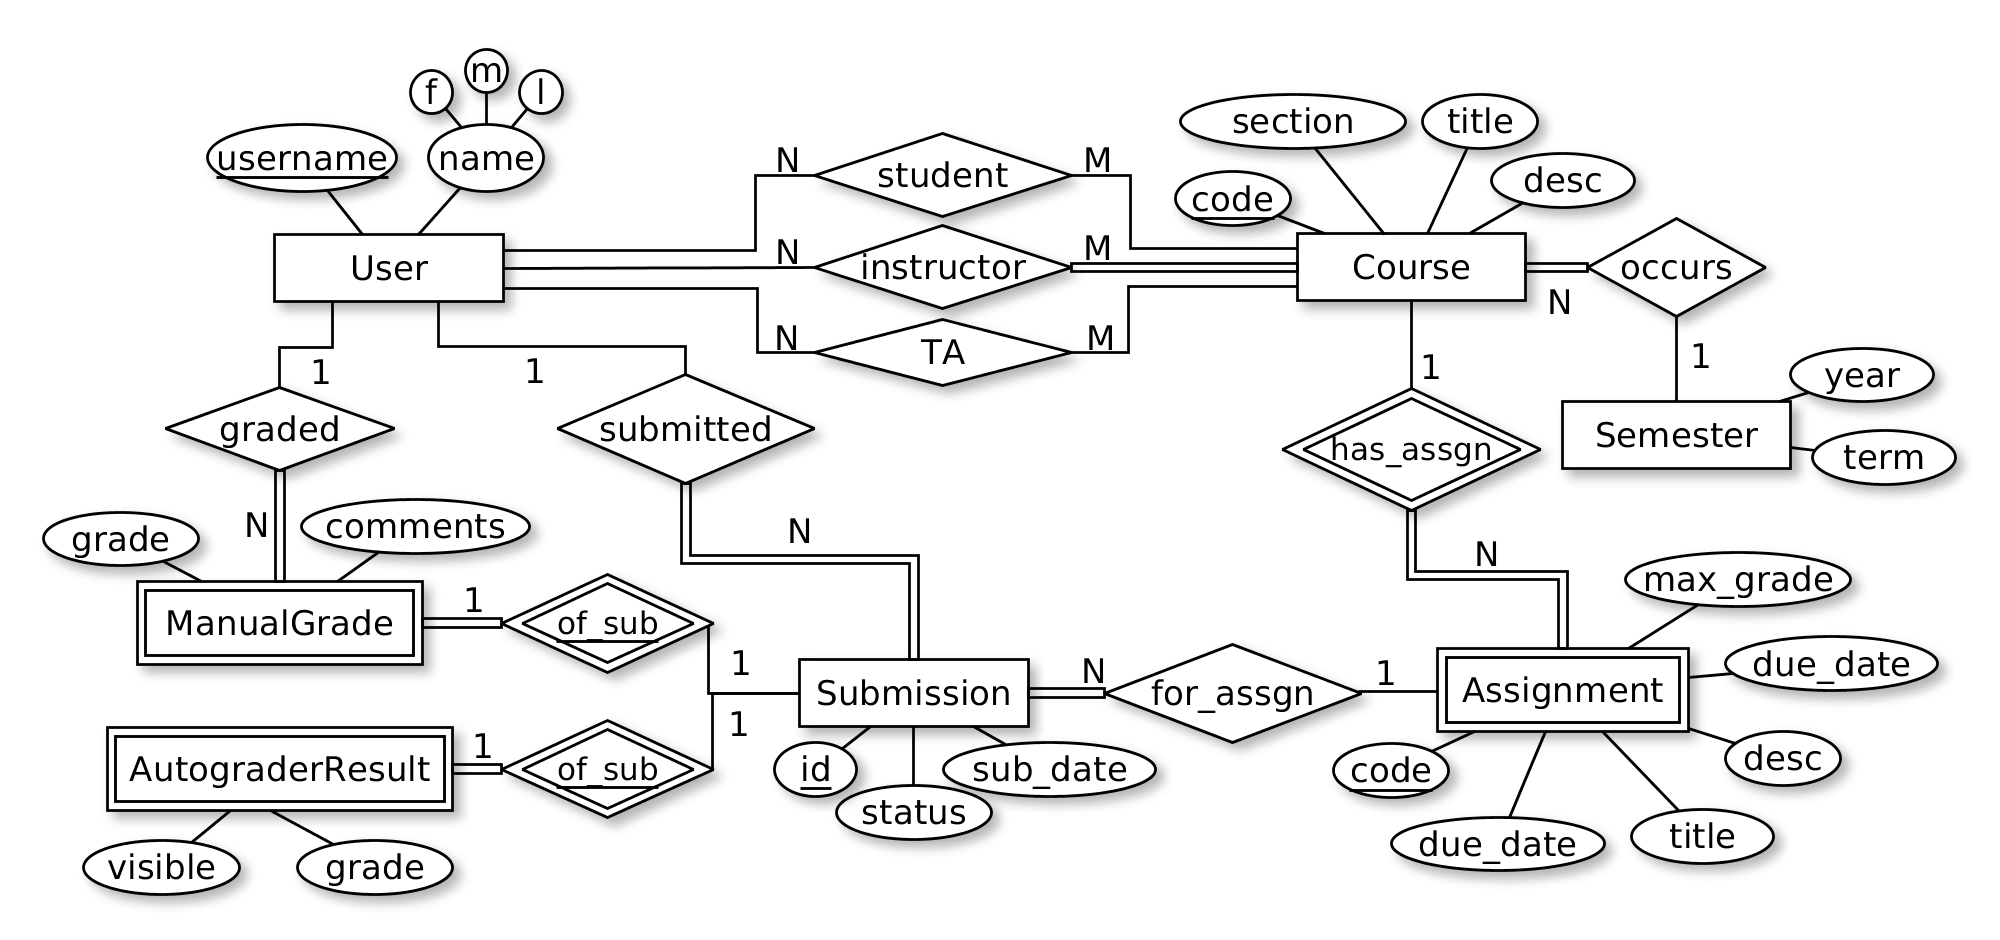 m
f
l
username
name
section
title
code
desc
N
student
M
User
N
instructor
M
Course
occurs
N
N
TA
M
1
1
1
1
year
graded
submitted
has_assgn
Semester
term
N
comments
N
N
grade
max_grade
ManualGrade
1
of_sub
1
Submission
N
for_assgn
1
Assignment
due_date
1
AutograderResult
1
of_sub
id
sub_date
status
code
desc
visible
grade
due_date
title